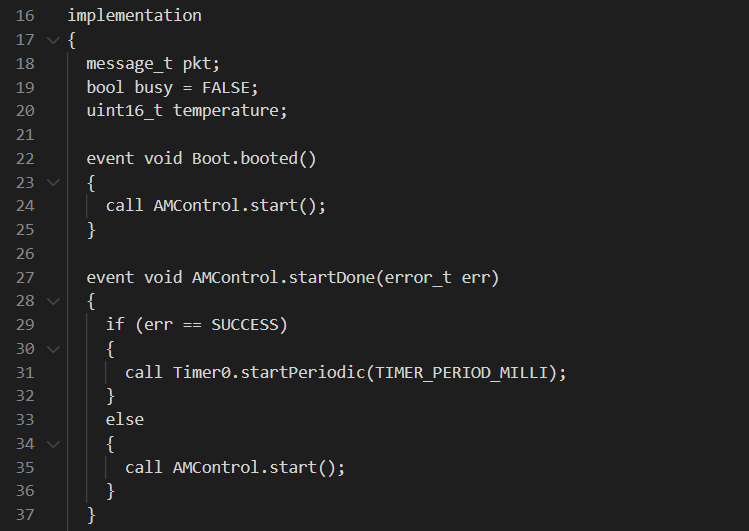 16 implementation
17 {
18 message_t pkt;
19 bool busy = FALSE;
20 uint16_t temperature;
21
22 event void Boot.booted()
23 {
24 call AMControl.start();
25 }
26
27 event void AMControl.startDone(error_t err)
28 {
29 if (err == SUCCESS)
30 {
31 call Timer0.startPeriodic(TIMER_PERIOD_MILLI);
32 }
33 else
34 {
35 call AMControl.start();
36 }
37 }